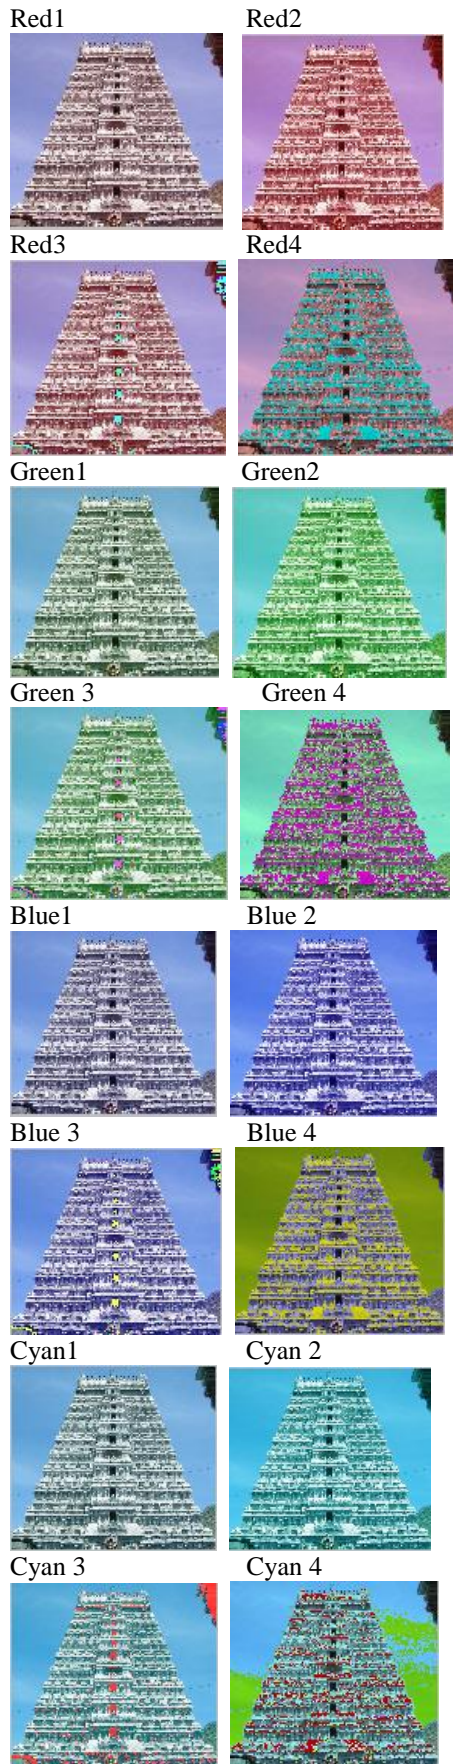 Red1 Red2
Red3 Red4
Green1 Green2
Green 3 Green 4
Blue1 Blue 2
Blue 3 Blue 4
Cyan1 Cyan 2
Cyan 3 Cyan 4